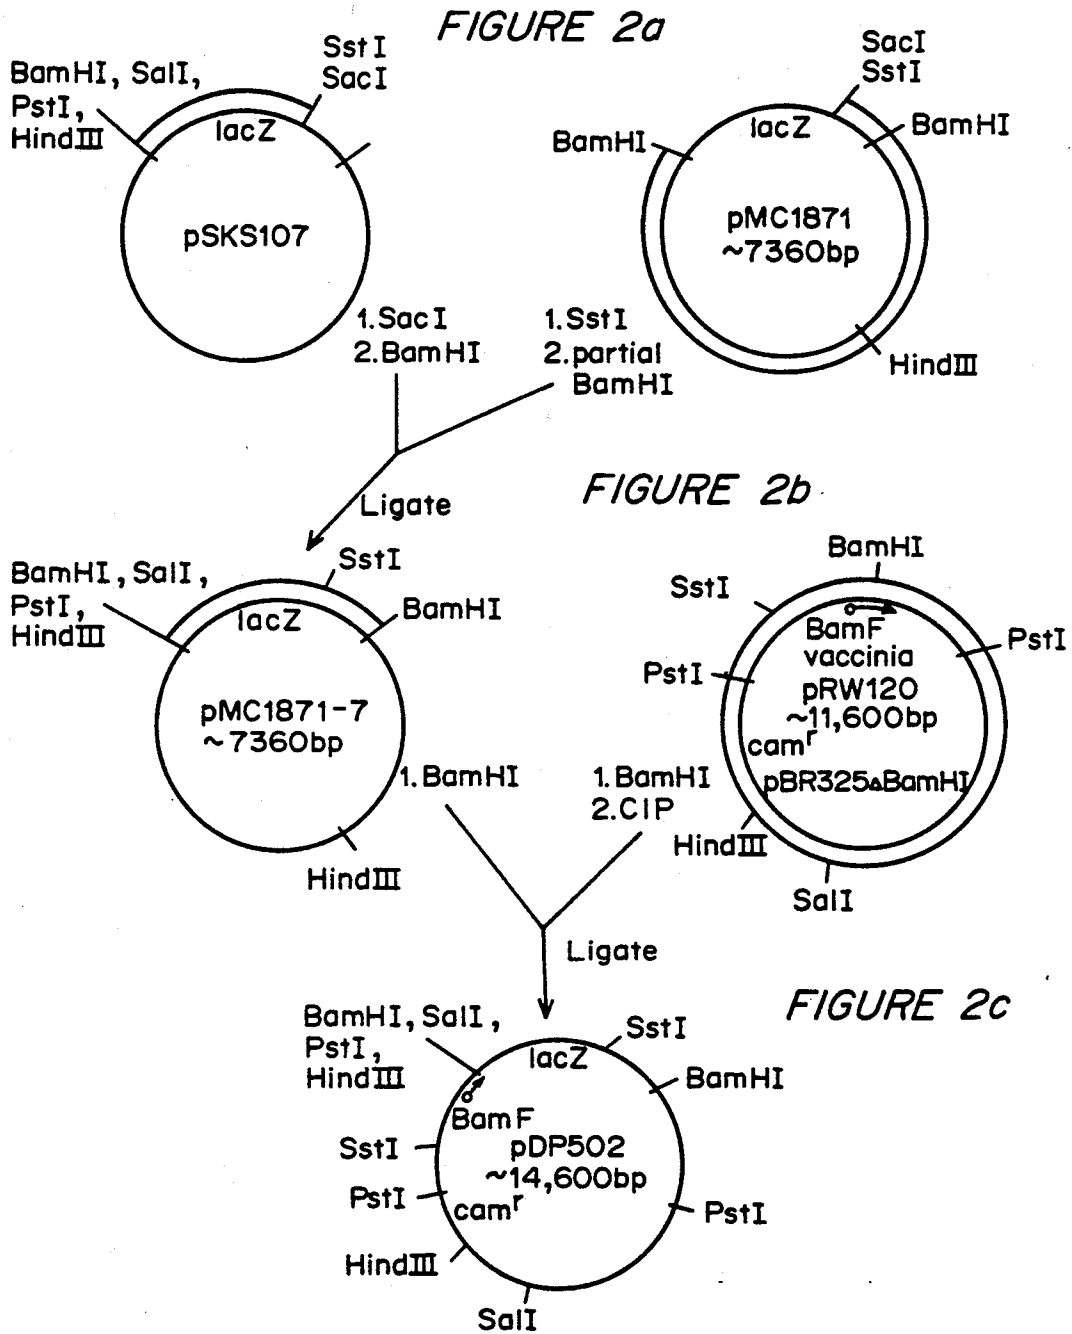 FIGURE 2a
BamHI, SalI,
PstI,
HindIII
SstI
SacI
lacZ
pSKS107
SacI
SstI
BamHI
lacZ
BamHI
pMC1871
~7360bp
HindIII
1.SacI
2.BamHI
1.SstI
2.partial
BamHI
Ligate
FIGURE 2b
BamHI, SalI,
PstI,
HindIII
SstI
lacZ
BamHI
pMC1871-7
~7360bp
HindIII
1.BamHI
BamHI
SstI
BamF
vaccinia
PstI
PstI
pRW120
~11,600bp
camʳ
pBR325▵BamHI
HindIII
SalI
1.BamHI
2.CIP
Ligate
FIGURE 2c
BamHI, SalI,
PstI,
HindIII
lacZ
SstI
BamHI
BamF
SstI
pDP502
~14,600bp
PstI
camʳ
PstI
HindIII
SalI